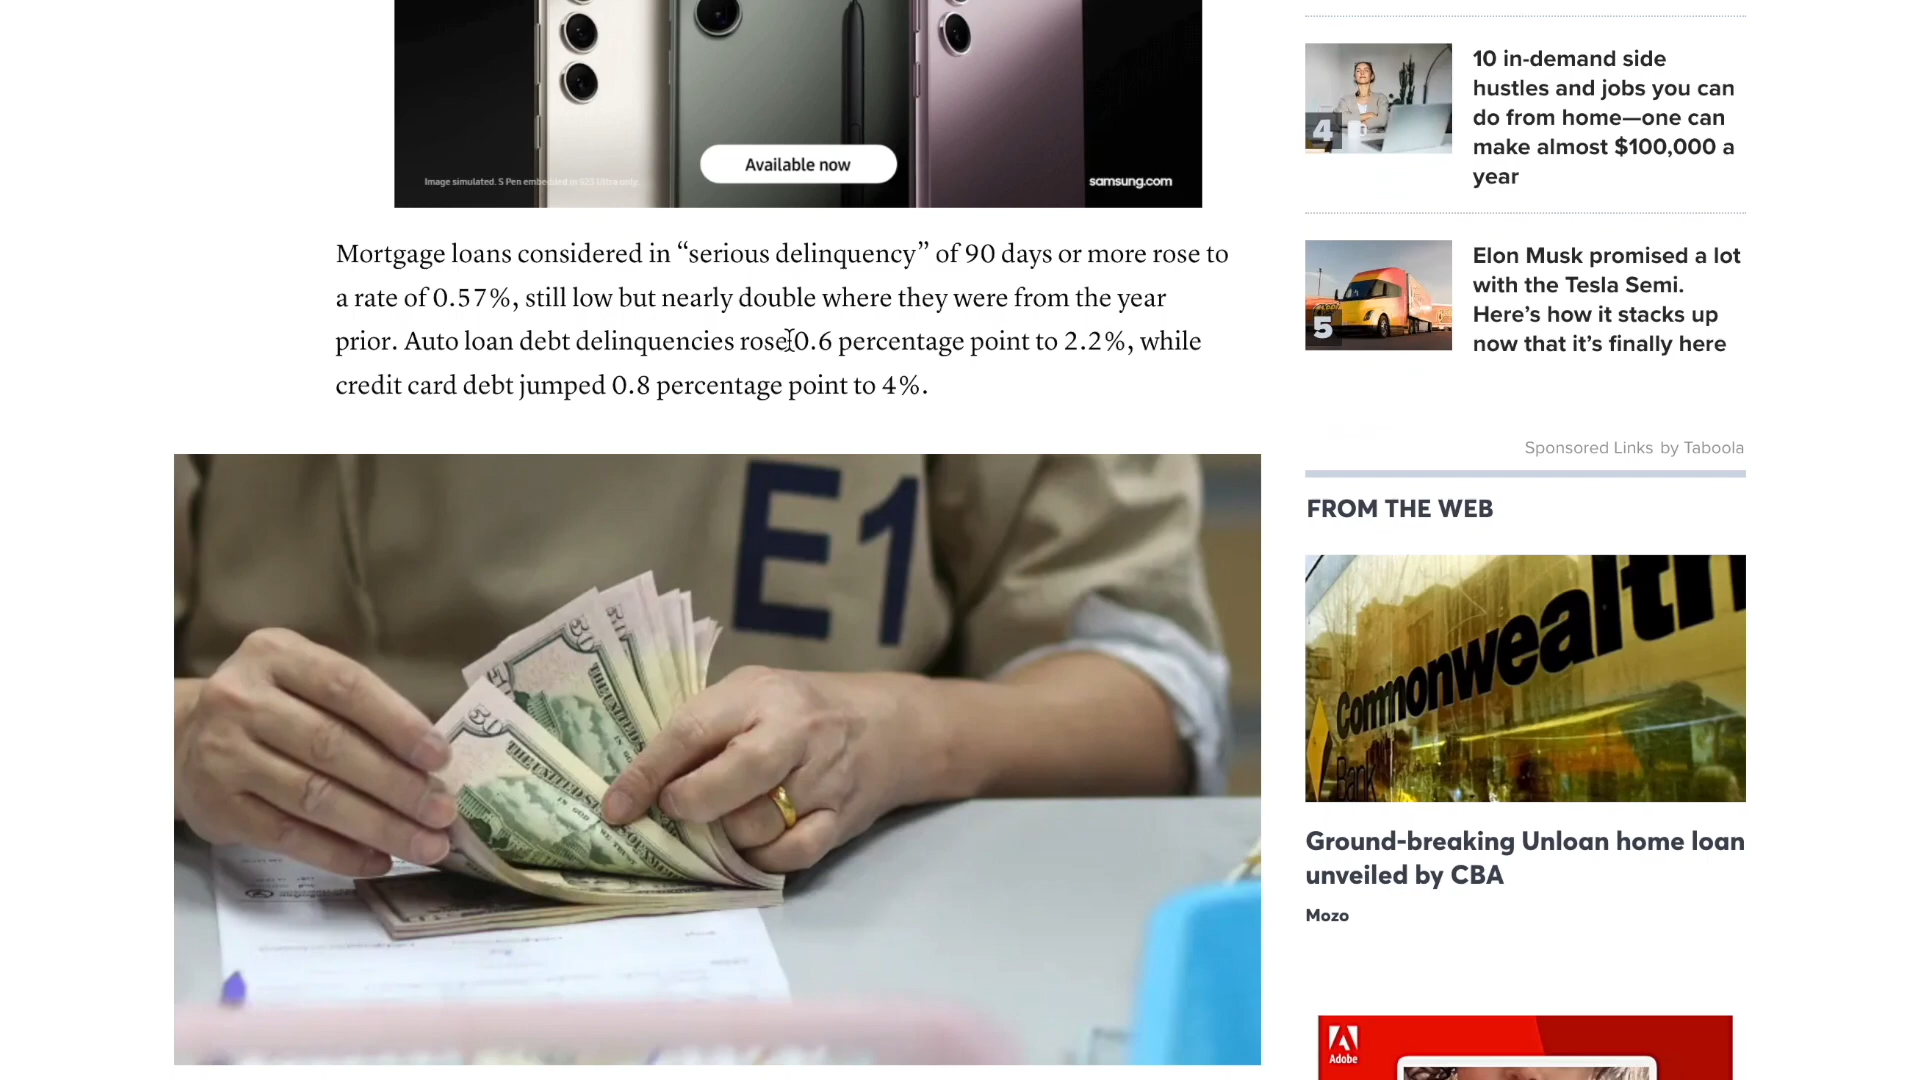 Available now
Image simulated. S Pen embedded in S23 Ultra only.
samsung.com
Mortgage loans considered in “serious delinquency” of 90 days or more rose to
a rate of 0.57%, still low but nearly double where they were from the year
prior. Auto loan debt delinquencies rose 0.6 percentage point to 2.2%, while
credit card debt jumped 0.8 percentage point to 4%.
E1
50
50
50
4
10 in-demand side
hustles and jobs you can
do from home—one can
make almost $100,000 a
year
5
Elon Musk promised a lot
with the Tesla Semi.
Here’s how it stacks up
now that it’s finally here
Sponsored Links by Taboola
FROM THE WEB
Commonwealth
Bank
Ground-breaking Unloan home loan
unveiled by CBA
Mozo
Adobe